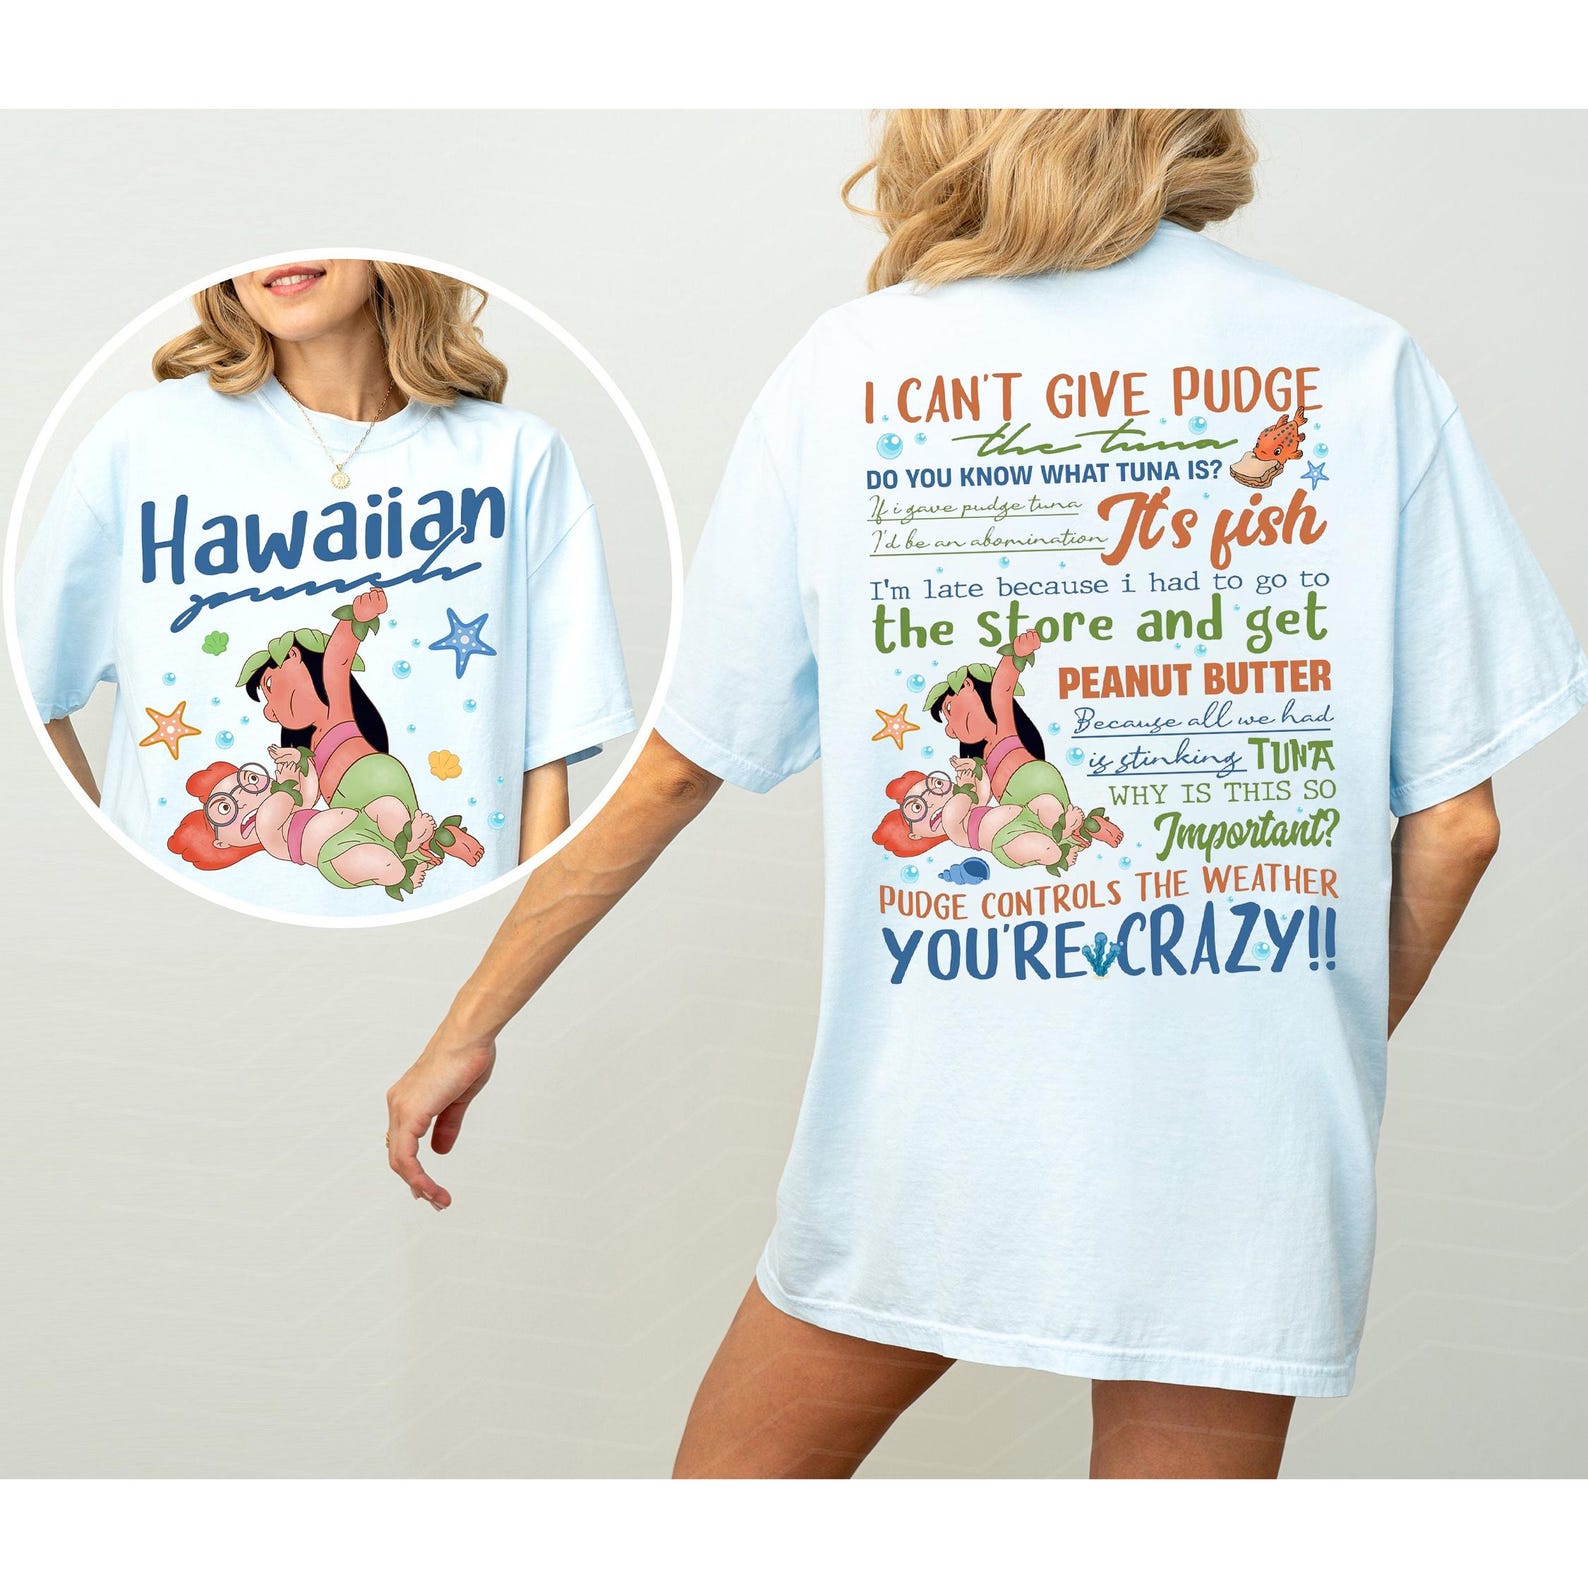 Hawaiian
punch
I CAN'T GIVE PUDGE
the tuna
DO YOU KNOW WHAT TUNA IS?
If i gave pudge tuna
I'd be an abomination
It's fish
I'm late because i had to go to
the store and get
PEANUT BUTTER
Because all we had
is stinking TUNA
WHY IS THIS SO
Important?
PUDGE CONTROLS THE WEATHER
YOU'RE CRAZY!!